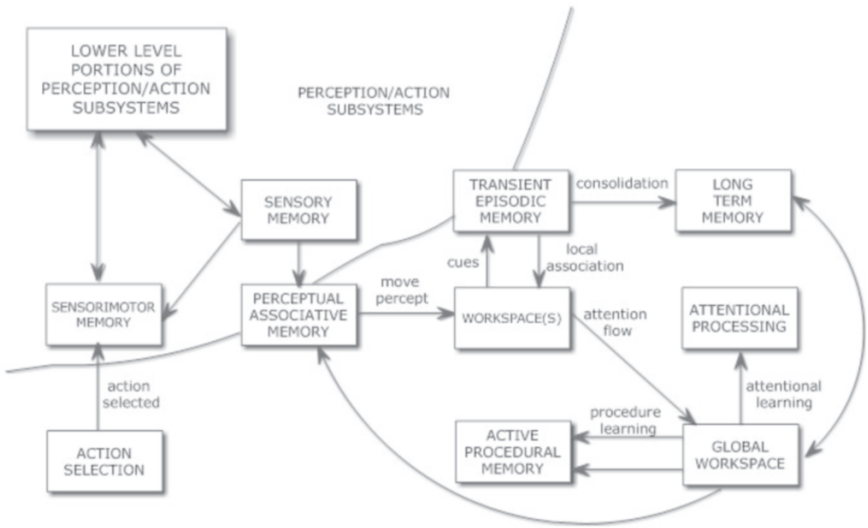 LOWER LEVEL
PORTIONS OF
PERCEPTION/ACTION
SUBSYSTEMS
PERCEPTION/ACTION
SUBSYSTEMS
SENSORY
MEMORY
TRANSIENT
EPISODIC
MEMORY
consolidation
LONG
TERM
MEMORY
cues
local
association
SENSORIMOTOR
MEMORY
PERCEPTUAL
ASSOCIATIVE
MEMORY
move
percept
WORKSPACE(S)
attention
flow
ATTENTIONAL
PROCESSING
action
selected
attentional
learning
procedure
learning
ACTION
SELECTION
ACTIVE
PROCEDURAL
MEMORY
GLOBAL
WORKSPACE